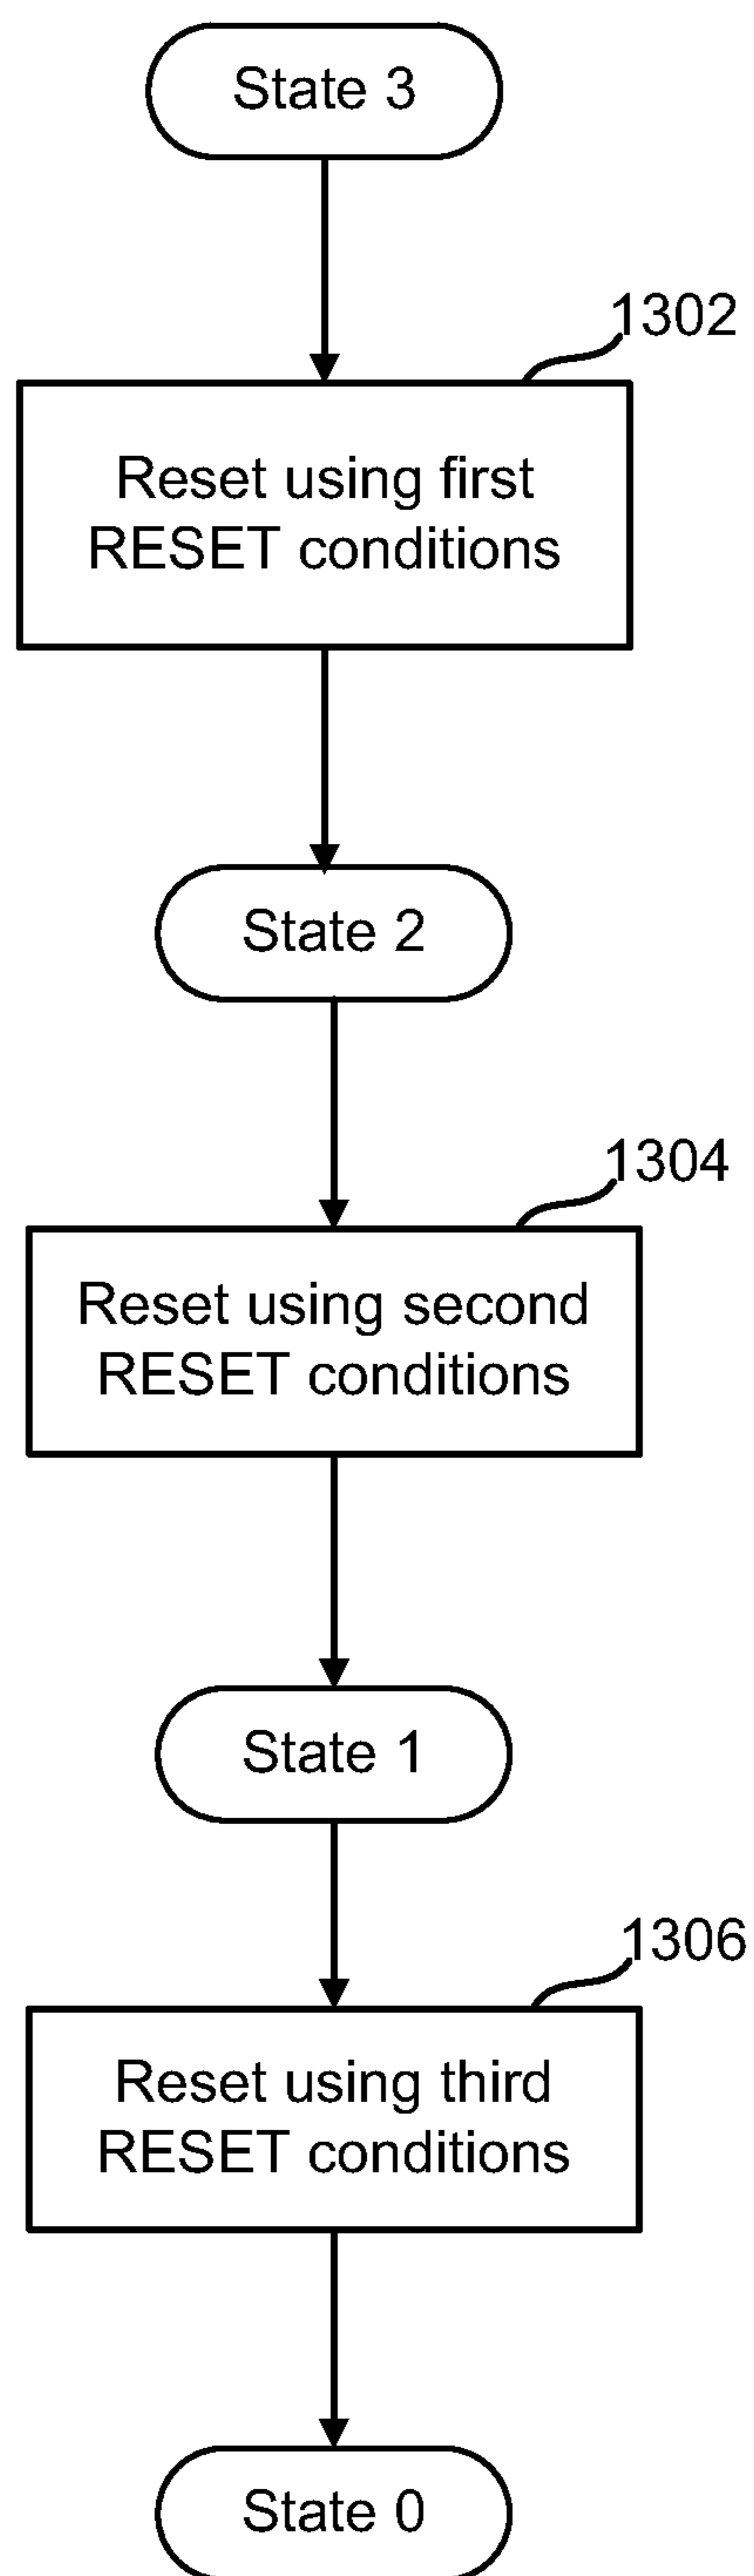 State 3
1302
Reset using first
RESET conditions
State 2
1304
Reset using second
RESET conditions
State 1
1306
Reset using third
RESET conditions
State 0